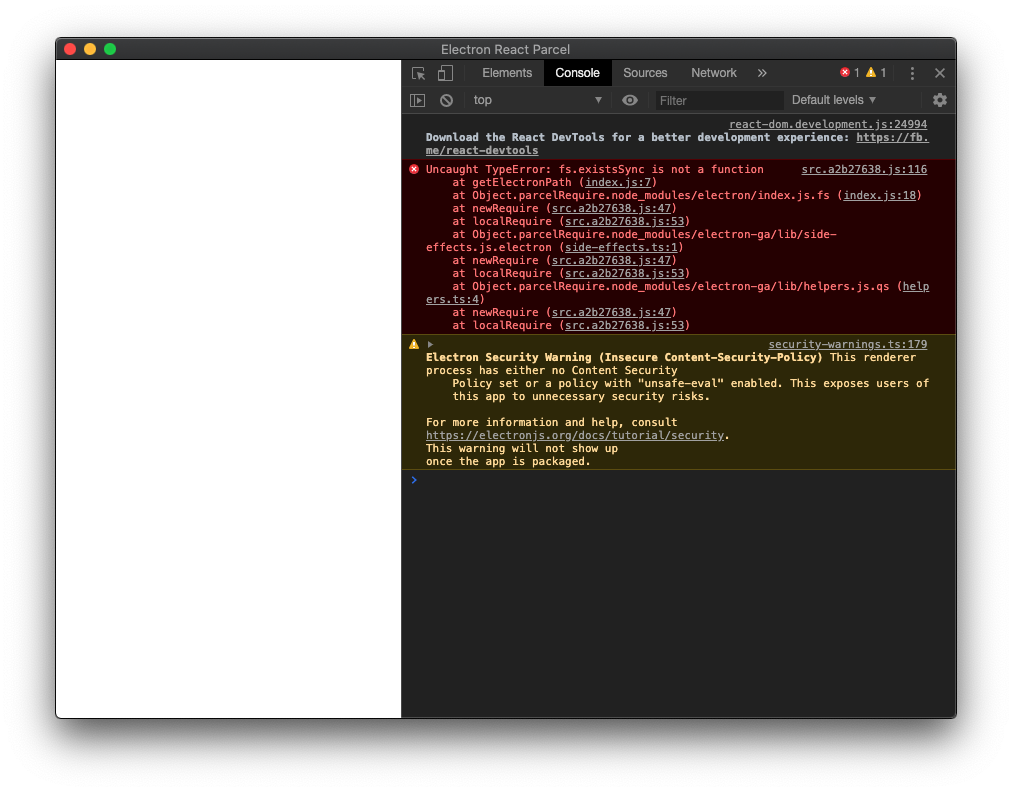 Electron React Parcel
Elements Console Sources Network » 1 1
top Filter Default levels
react-dom.development.js:24994
Download the React DevTools for a better development experience: https://fb.
me/react-devtools
Uncaught TypeError: fs.existsSync is not a function src.a2b27638.js:116
at getElectronPath (index.js:7)
at Object.parcelRequire.node_modules/electron/index.js.fs (index.js:18)
at newRequire (src.a2b27638.js:47)
at localRequire (src.a2b27638.js:53)
at Object.parcelRequire.node_modules/electron-ga/lib/side-
effects.js.electron (side-effects.ts:1)
at newRequire (src.a2b27638.js:47)
at localRequire (src.a2b27638.js:53)
at Object.parcelRequire.node_modules/electron-ga/lib/helpers.js.qs (help
ers.ts:4)
at newRequire (src.a2b27638.js:47)
at localRequire (src.a2b27638.js:53)
security-warnings.ts:179
Electron Security Warning (Insecure Content-Security-Policy) This renderer
process has either no Content Security
Policy set or a policy with "unsafe-eval" enabled. This exposes users of
this app to unnecessary security risks.
For more information and help, consult
https://electronjs.org/docs/tutorial/security.
This warning will not show up
once the app is packaged.